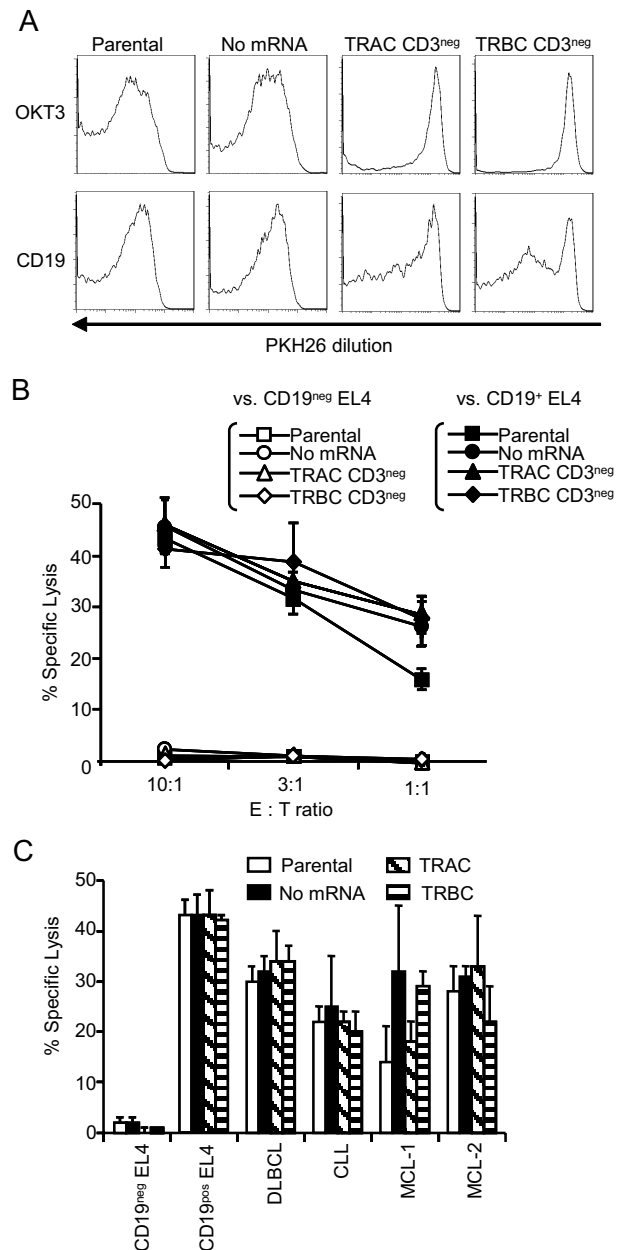 A
Parental No mRNA TRAC CD3neg TRBC CD3neg
OKT3
CD19
PKH26 dilution
B
vs. CD19neg EL4 vs. CD19+ EL4
Parental Parental
No mRNA No mRNA
TRAC CD3neg TRAC CD3neg
TRBC CD3neg TRBC CD3neg
% Specific Lysis
50
40
30
20
10
0
10:1 3:1 1:1
E : T ratio
C
Parental TRAC
No mRNA TRBC
% Specific Lysis
50
40
30
20
10
0
CD19neg EL4
CD19pos EL4
DLBCL
CLL
MCL-1
MCL-2